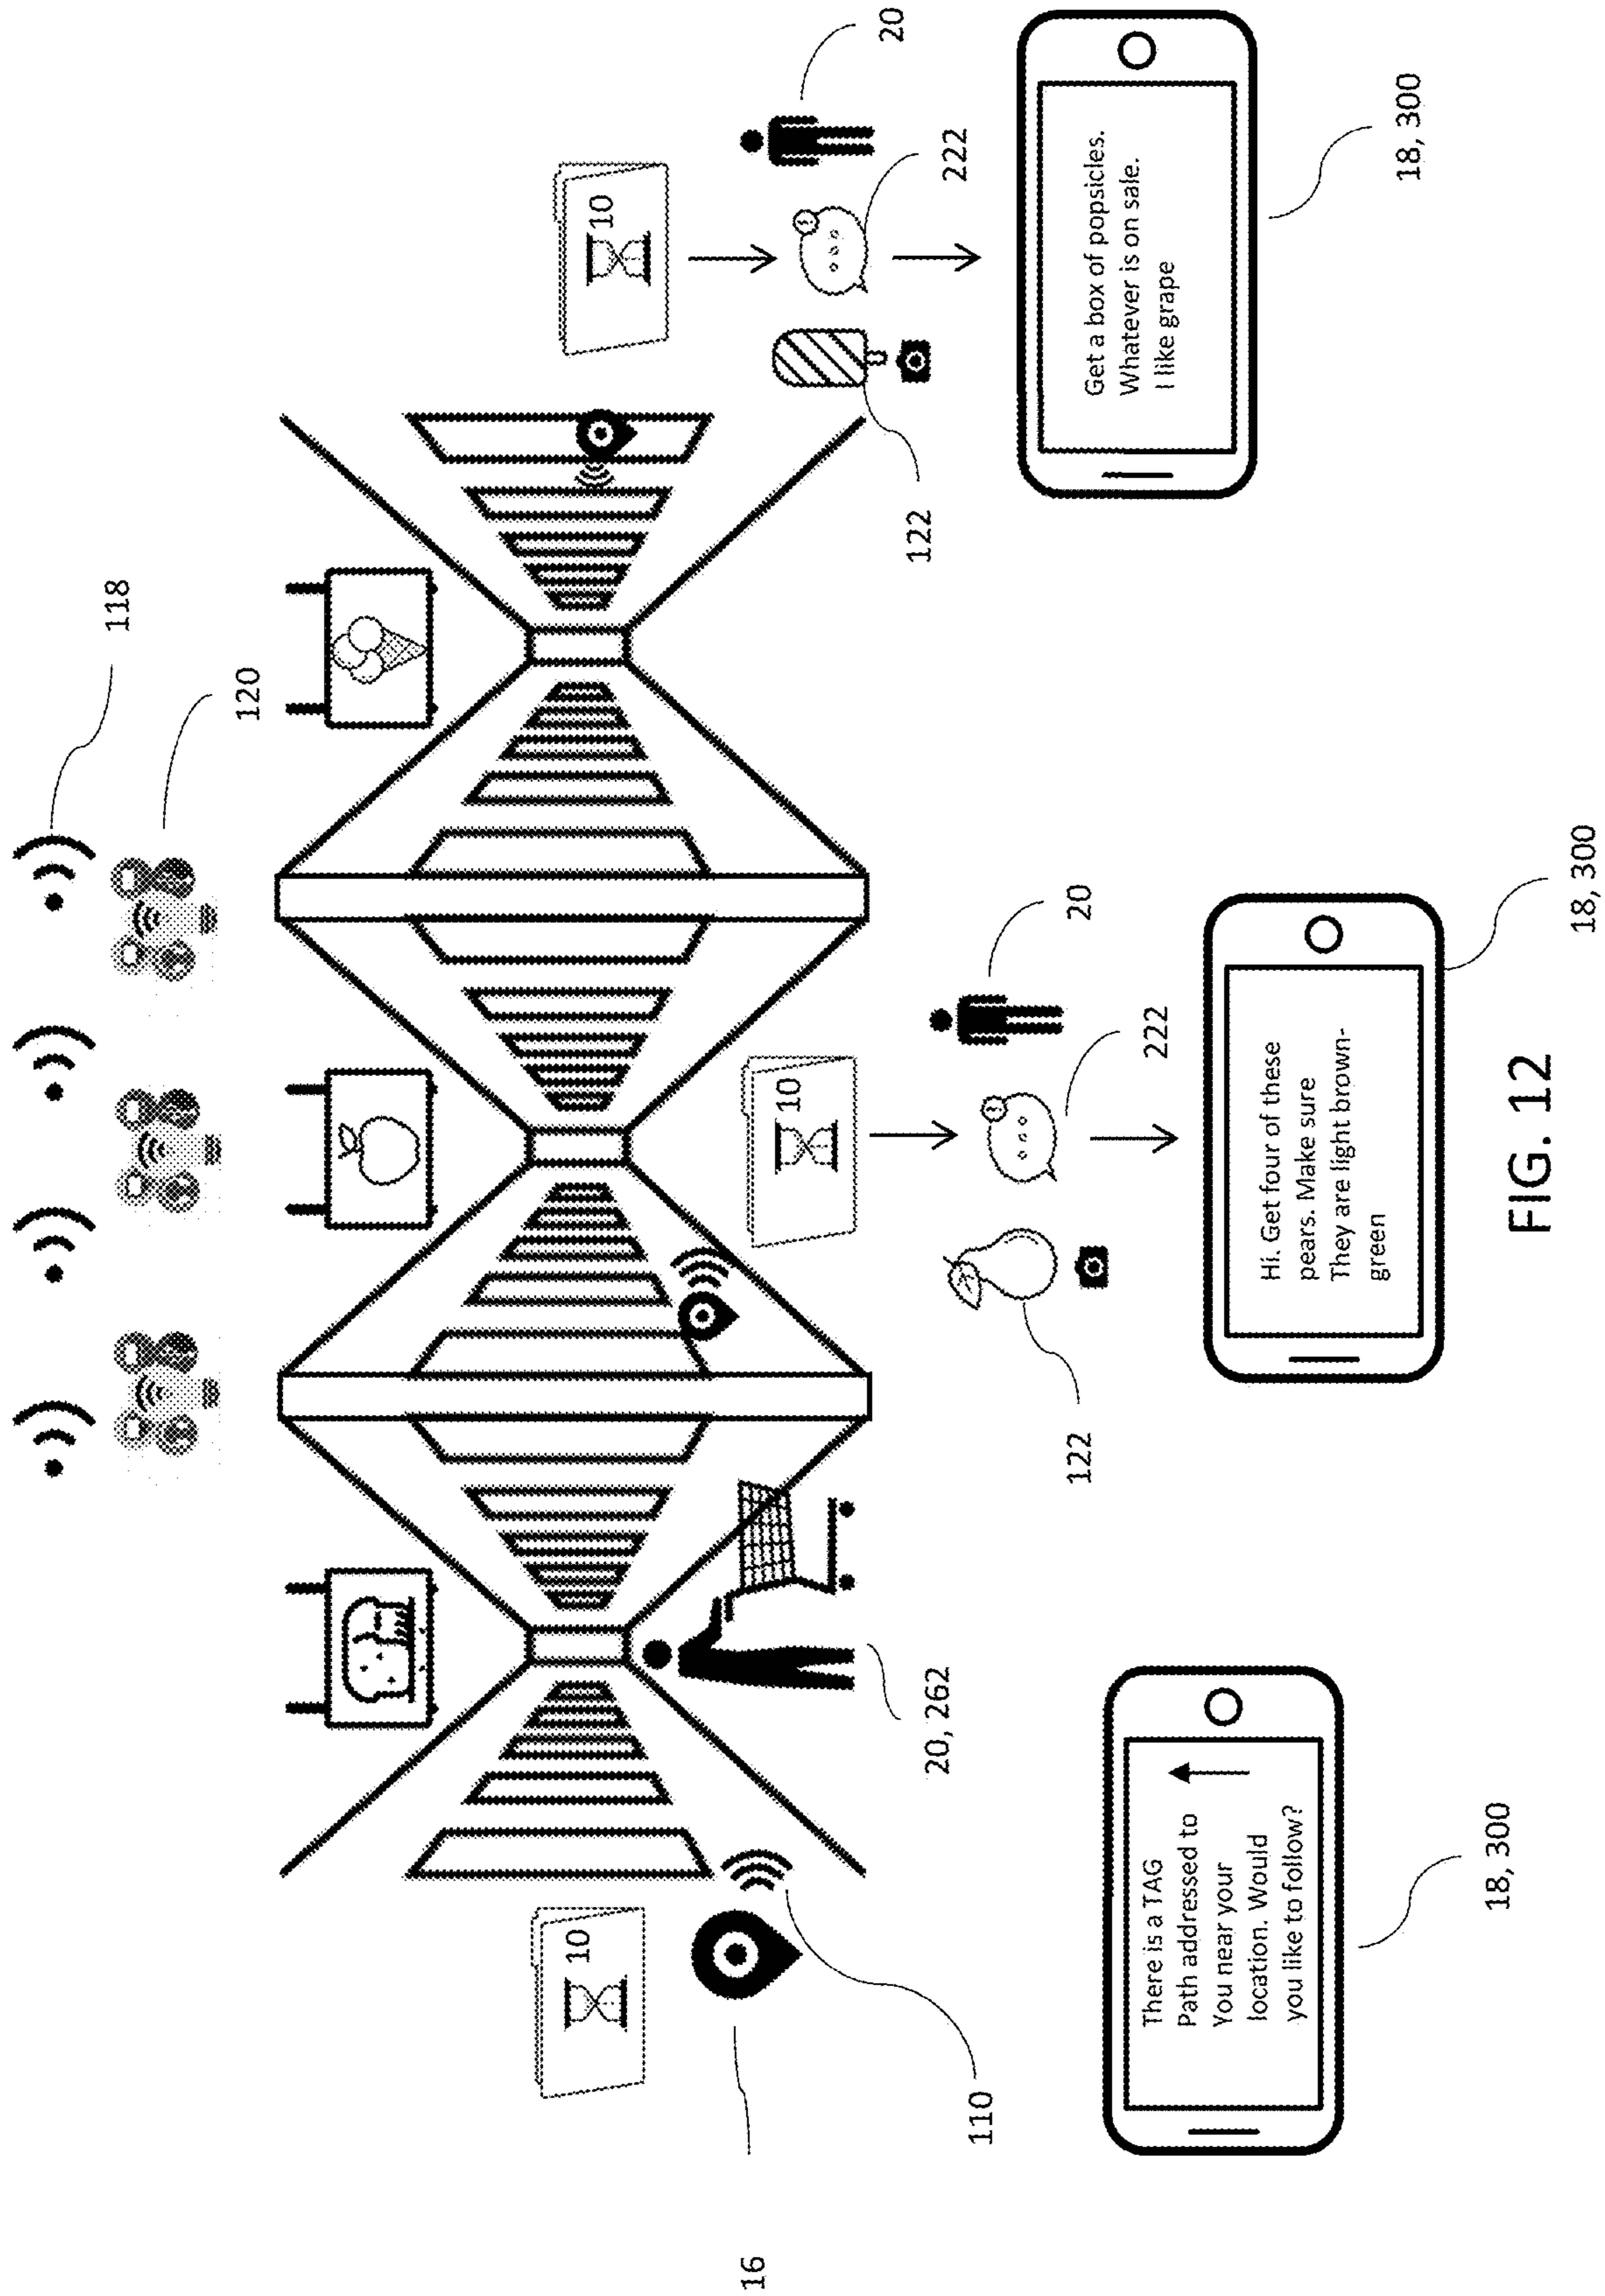 118
120
10
16
110
20, 262
10
20
222
122
10
20
222
122
There is a TAG
Path addressed to
You near your
location. Would
you like to follow?
18, 300
Hi. Get four of these
pears. Make sure
They are light brown-
green
18, 300
Get a box of popsicles.
Whatever is on sale.
I like grape
18, 300
FIG. 12